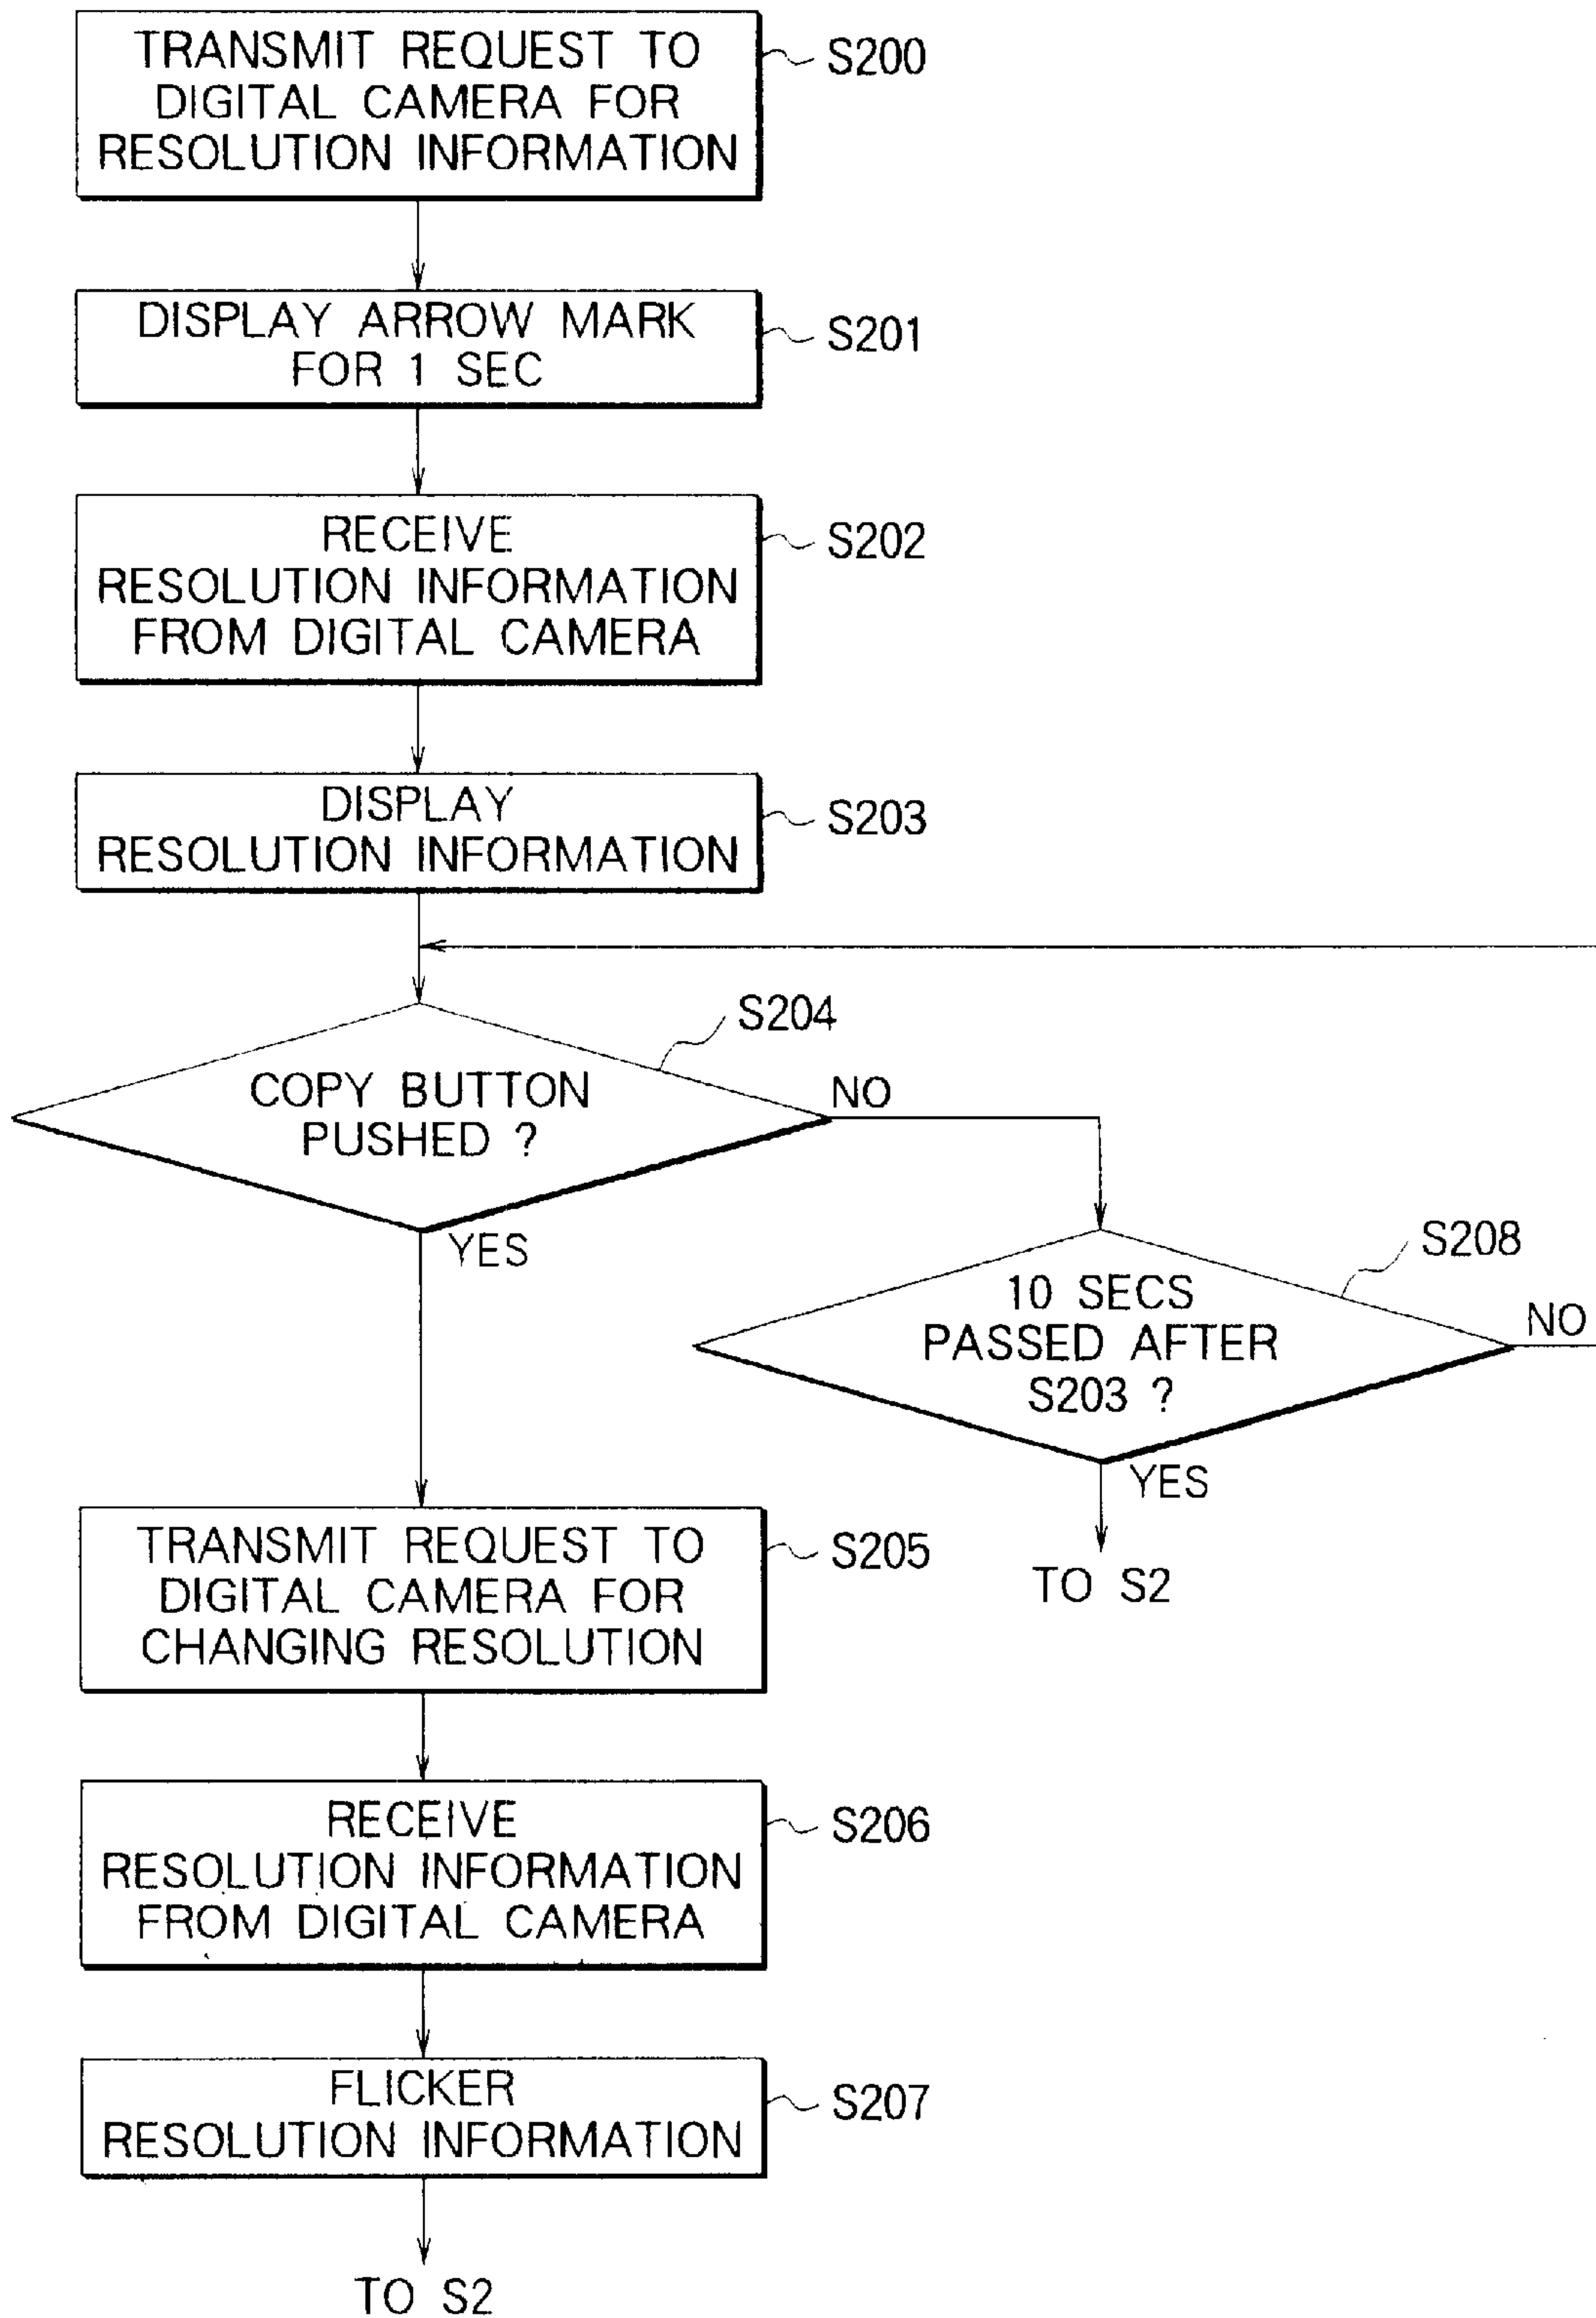 TRANSMIT REQUEST TO
DIGITAL CAMERA FOR
RESOLUTION INFORMATION
S200
DISPLAY ARROW MARK
FOR 1 SEC
S201
RECEIVE
RESOLUTION INFORMATION
FROM DIGITAL CAMERA
S202
DISPLAY
RESOLUTION INFORMATION
S203
COPY BUTTON
PUSHED ?
S204
NO
YES
10 SECS
PASSED AFTER
S203 ?
S208
NO
YES
TO S2
TRANSMIT REQUEST TO
DIGITAL CAMERA FOR
CHANGING RESOLUTION
S205
RECEIVE
RESOLUTION INFORMATION
FROM DIGITAL CAMERA
S206
FLICKER
RESOLUTION INFORMATION
S207
TO S2